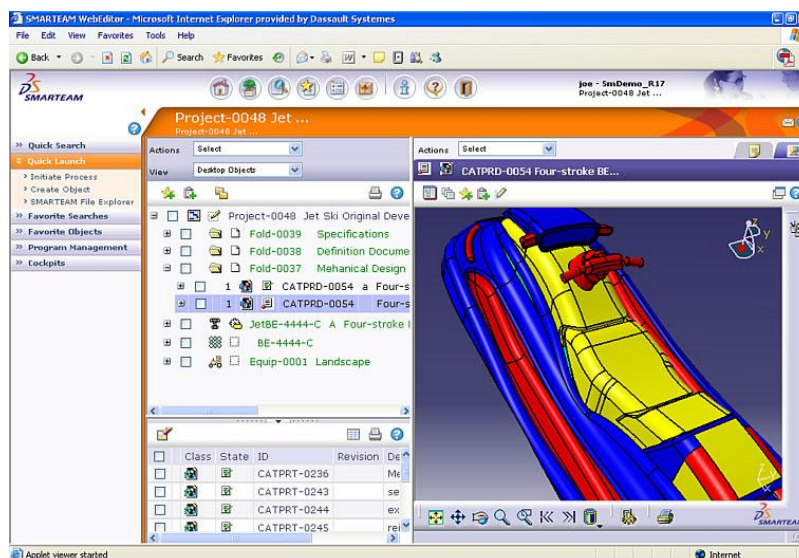 SMARTEAM WebEditor - Microsoft Internet Explorer provided by Dassault Systemes
File Edit View Favorites Tools Help
Back Search Favorites
SMARTEAM
joe - SmDemo_R17
Project-0048 Jet ...
Project-0048 Jet ...
Project-0048 Jet ...
Quick Search
Quick Launch
Initiate Process
Create Object
SMARTEAM File Explorer
Favorite Searches
Favorite Objects
Program Management
Cockpits
Actions Select
View Desktop Objects
Project-0048 Jet Ski Original Deve
Fold-0039 Specifications
Fold-0038 Definition Docume
Fold-0037 Mehanical Design
1 CATPRD-0054 a Four-s
1 CATPRD-0054 Four-s
JetBE-4444-C A Four-stroke
BE-4444-C
Equip-0001 Landscape
Class State ID Revision De
CATPRT-0236 Me
CATPRT-0243 se
CATPRT-0244 ex
CATPRT-0245 rei
Actions Select
CATPRD-0054 Four-stroke BE...
z
y
x
SMARTEAM
Applet viewer started
Internet